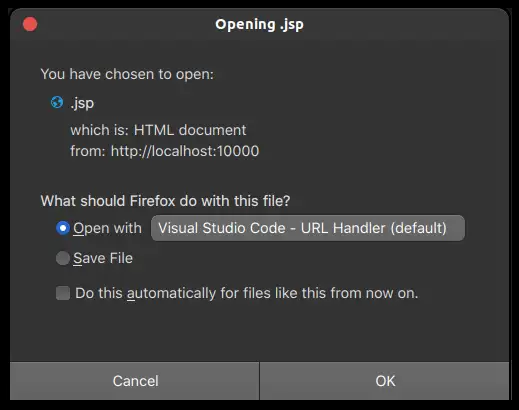 Opening .jsp
You have chosen to open:
.jsp
which is: HTML document
from: http://localhost:10000
What should Firefox do with this file?
Open with Visual Studio Code - URL Handler (default)
Save File
Do this automatically for files like this from now on.
Cancel OK